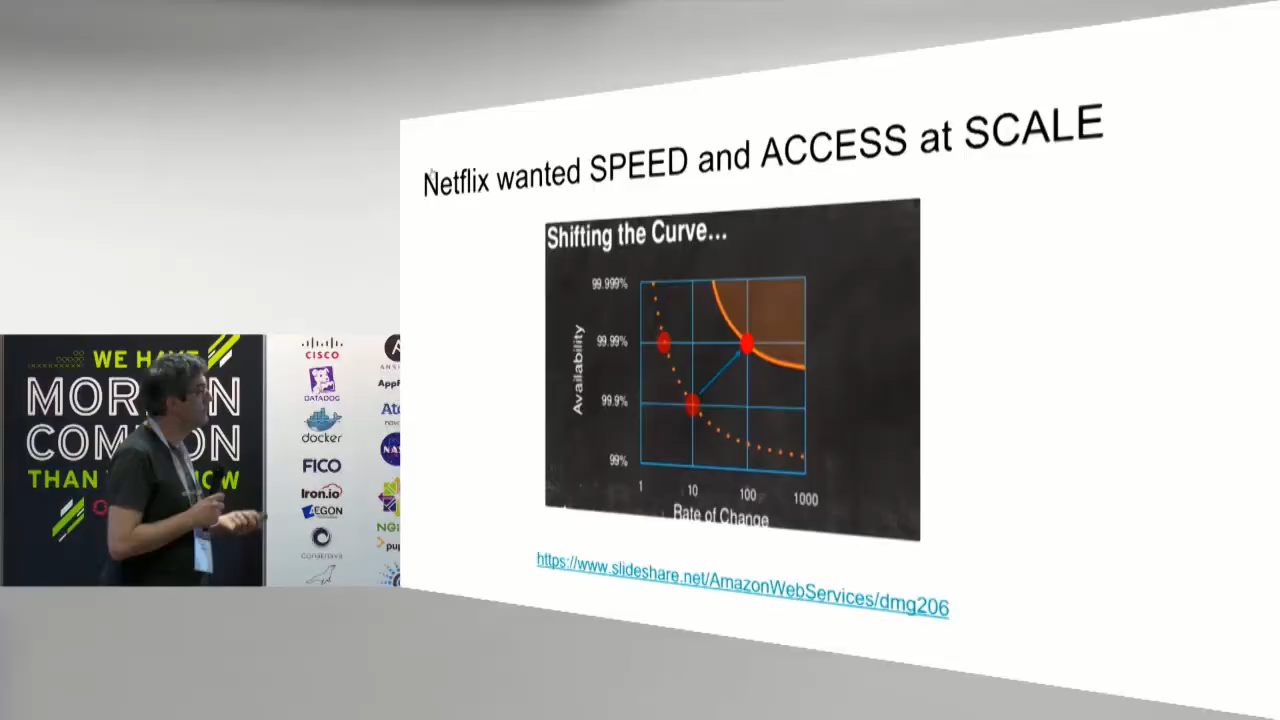 Netflix wanted SPEED and ACCESS at SCALE
Shifting the Curve...
99.999%
99.99%
99.9%
99%
Availability
1
10
100
1000
Rate of Change
https://www.slideshare.net/AmazonWebServices/dmg206
WE HAVE
MORE IN
COMMON
THAN
CISCO
DATADOG
docker
FICO
Iron.io
AEGON